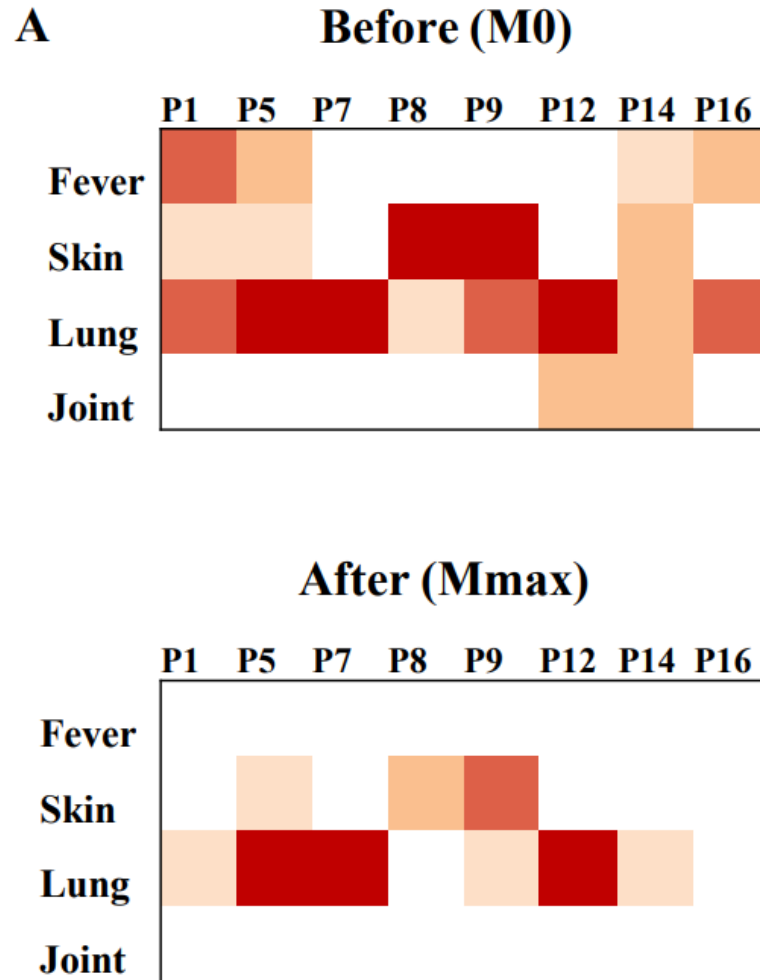 A
Before (M0)
P1 P5 P7 P8 P9 P12 P14 P16
Fever
Skin
Lung
Joint
After (Mmax)
P1 P5 P7 P8 P9 P12 P14 P16
Fever
Skin
Lung
Joint